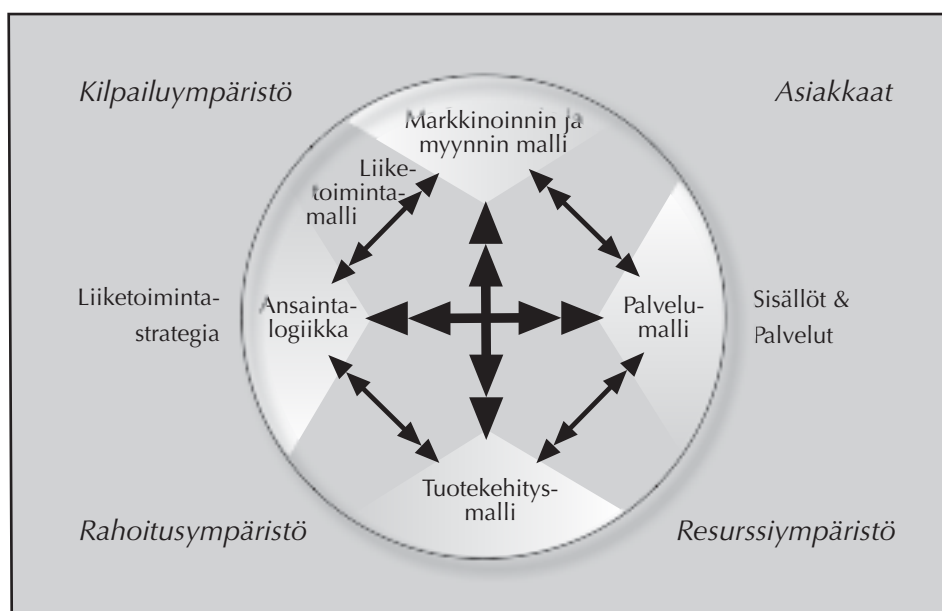 Kilpailuympäristö
Asiakkaat
Markkinoinnin ja
myynnin malli
Liike-
toiminta-
malli
Liiketoiminta-
strategia
Ansainta-
logiikka
Palvelu-
malli
Sisällöt &
Palvelut
Tuotekehitys-
malli
Rahoitusympäristö
Resurssiympäristö